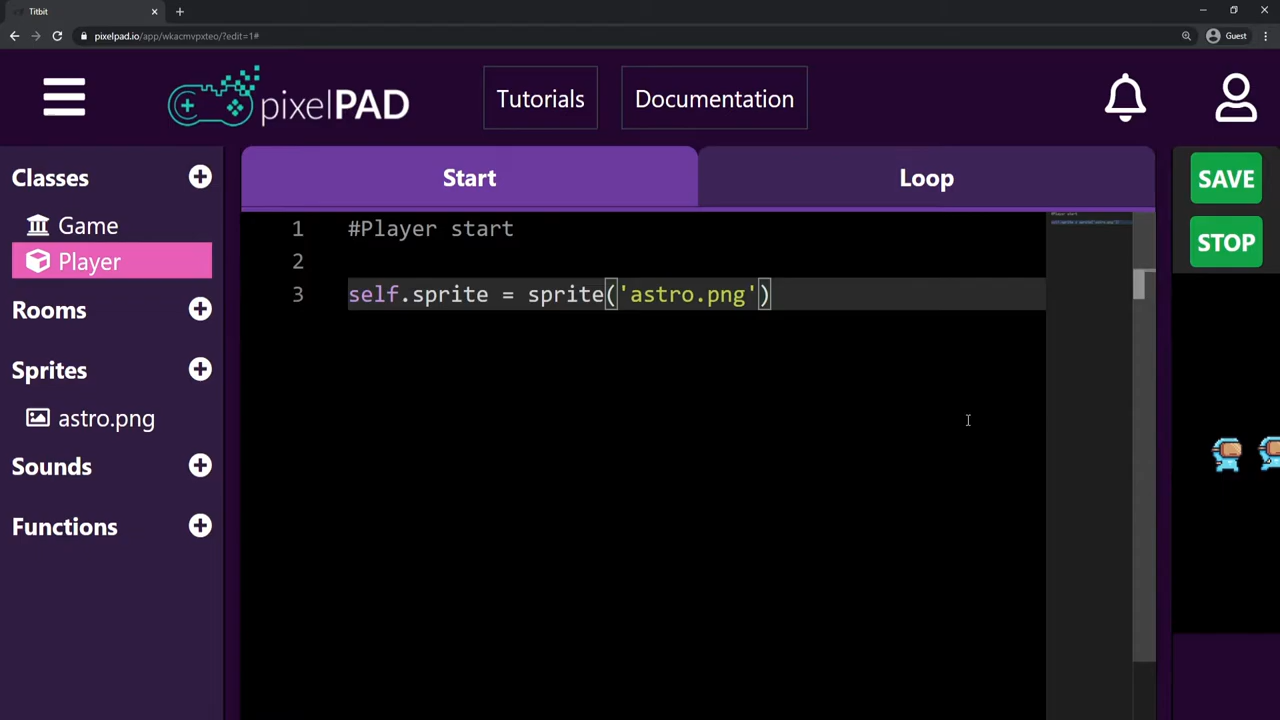 Titbit
pixelpad.io/app/wkacmvpxteo/?edit=1#
Guest
pixelPAD
Tutorials
Documentation
Classes
Game
Player
Rooms
Sprites
astro.png
Sounds
Functions
Start
Loop
1 #Player start
2
3 self.sprite = sprite('astro.png')
SAVE
STOP